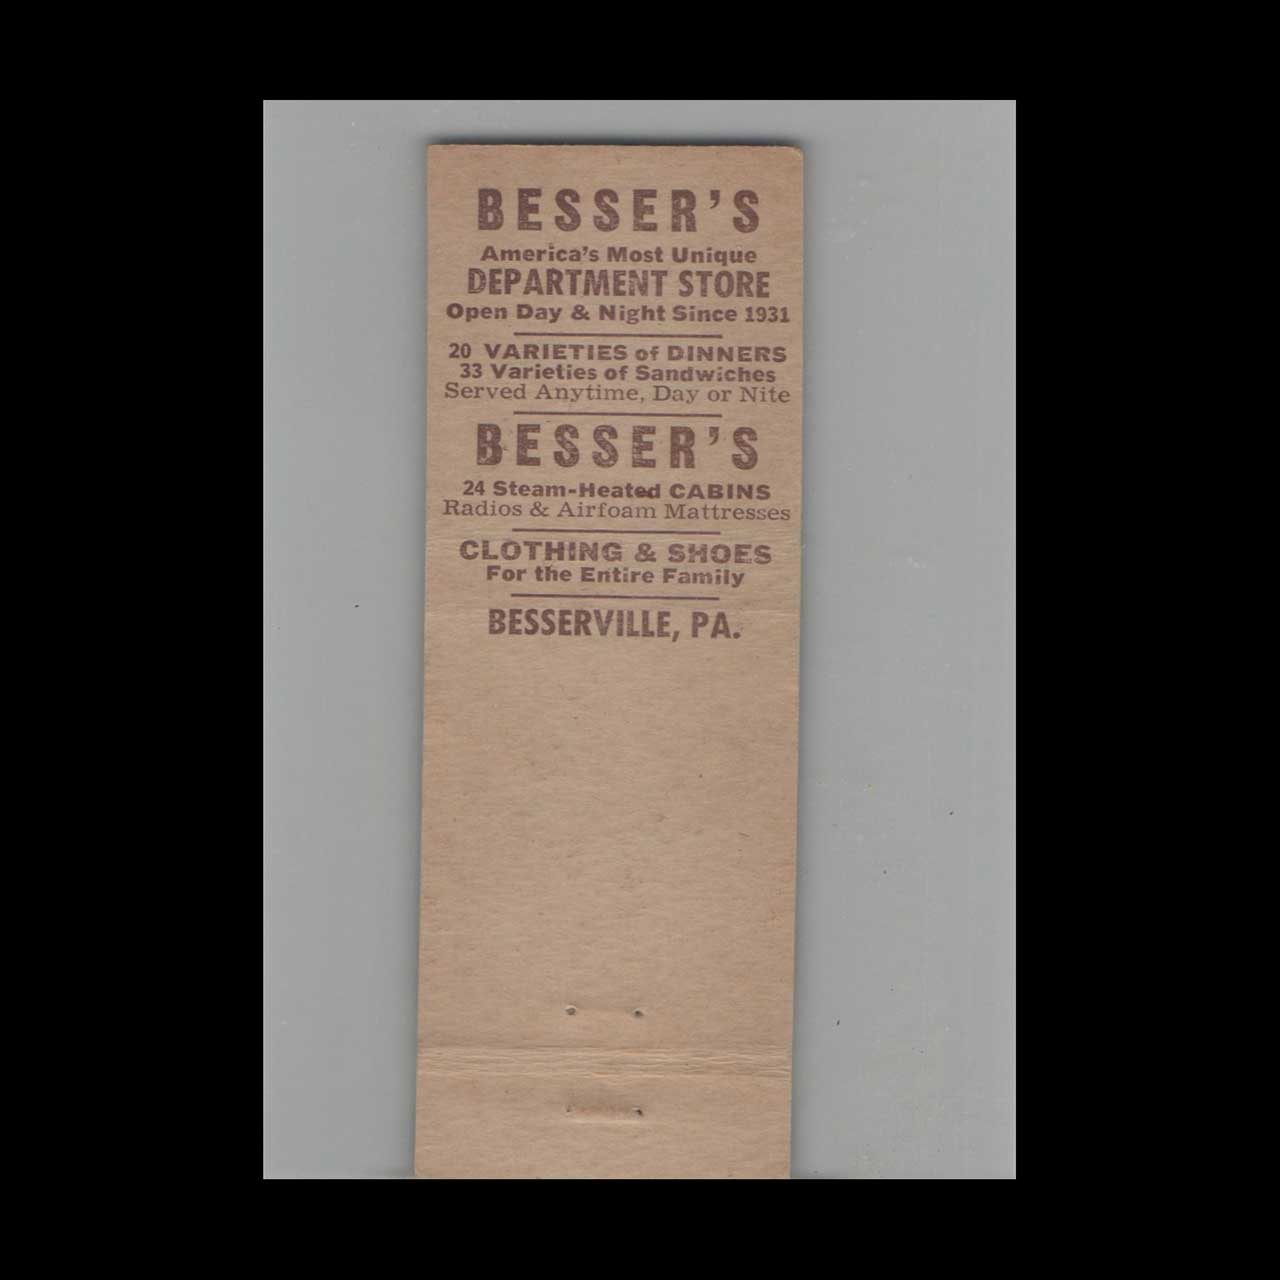 BESSER'S
America's Most Unique
DEPARTMENT STORE
Open Day & Night Since 1931
20 VARIETIES of DINNERS
33 Varieties of Sandwiches
Served Anytime, Day or Nite
BESSER'S
24 Steam-Heated CABINS
Radios & Airfoam Mattresses
CLOTHING & SHOES
For the Entire Family
BESSERVILLE, PA.